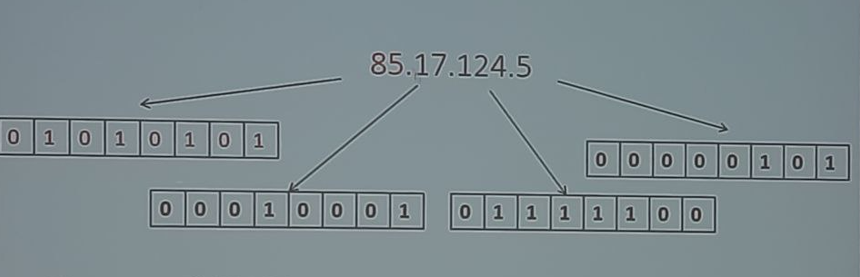 85.17.124.5
0 1 0 1 0 1 0 1
0 0 0 0 0 1 0 1
0 0 0 1 0 0 0 1
0 1 1 1 1 1 0 0